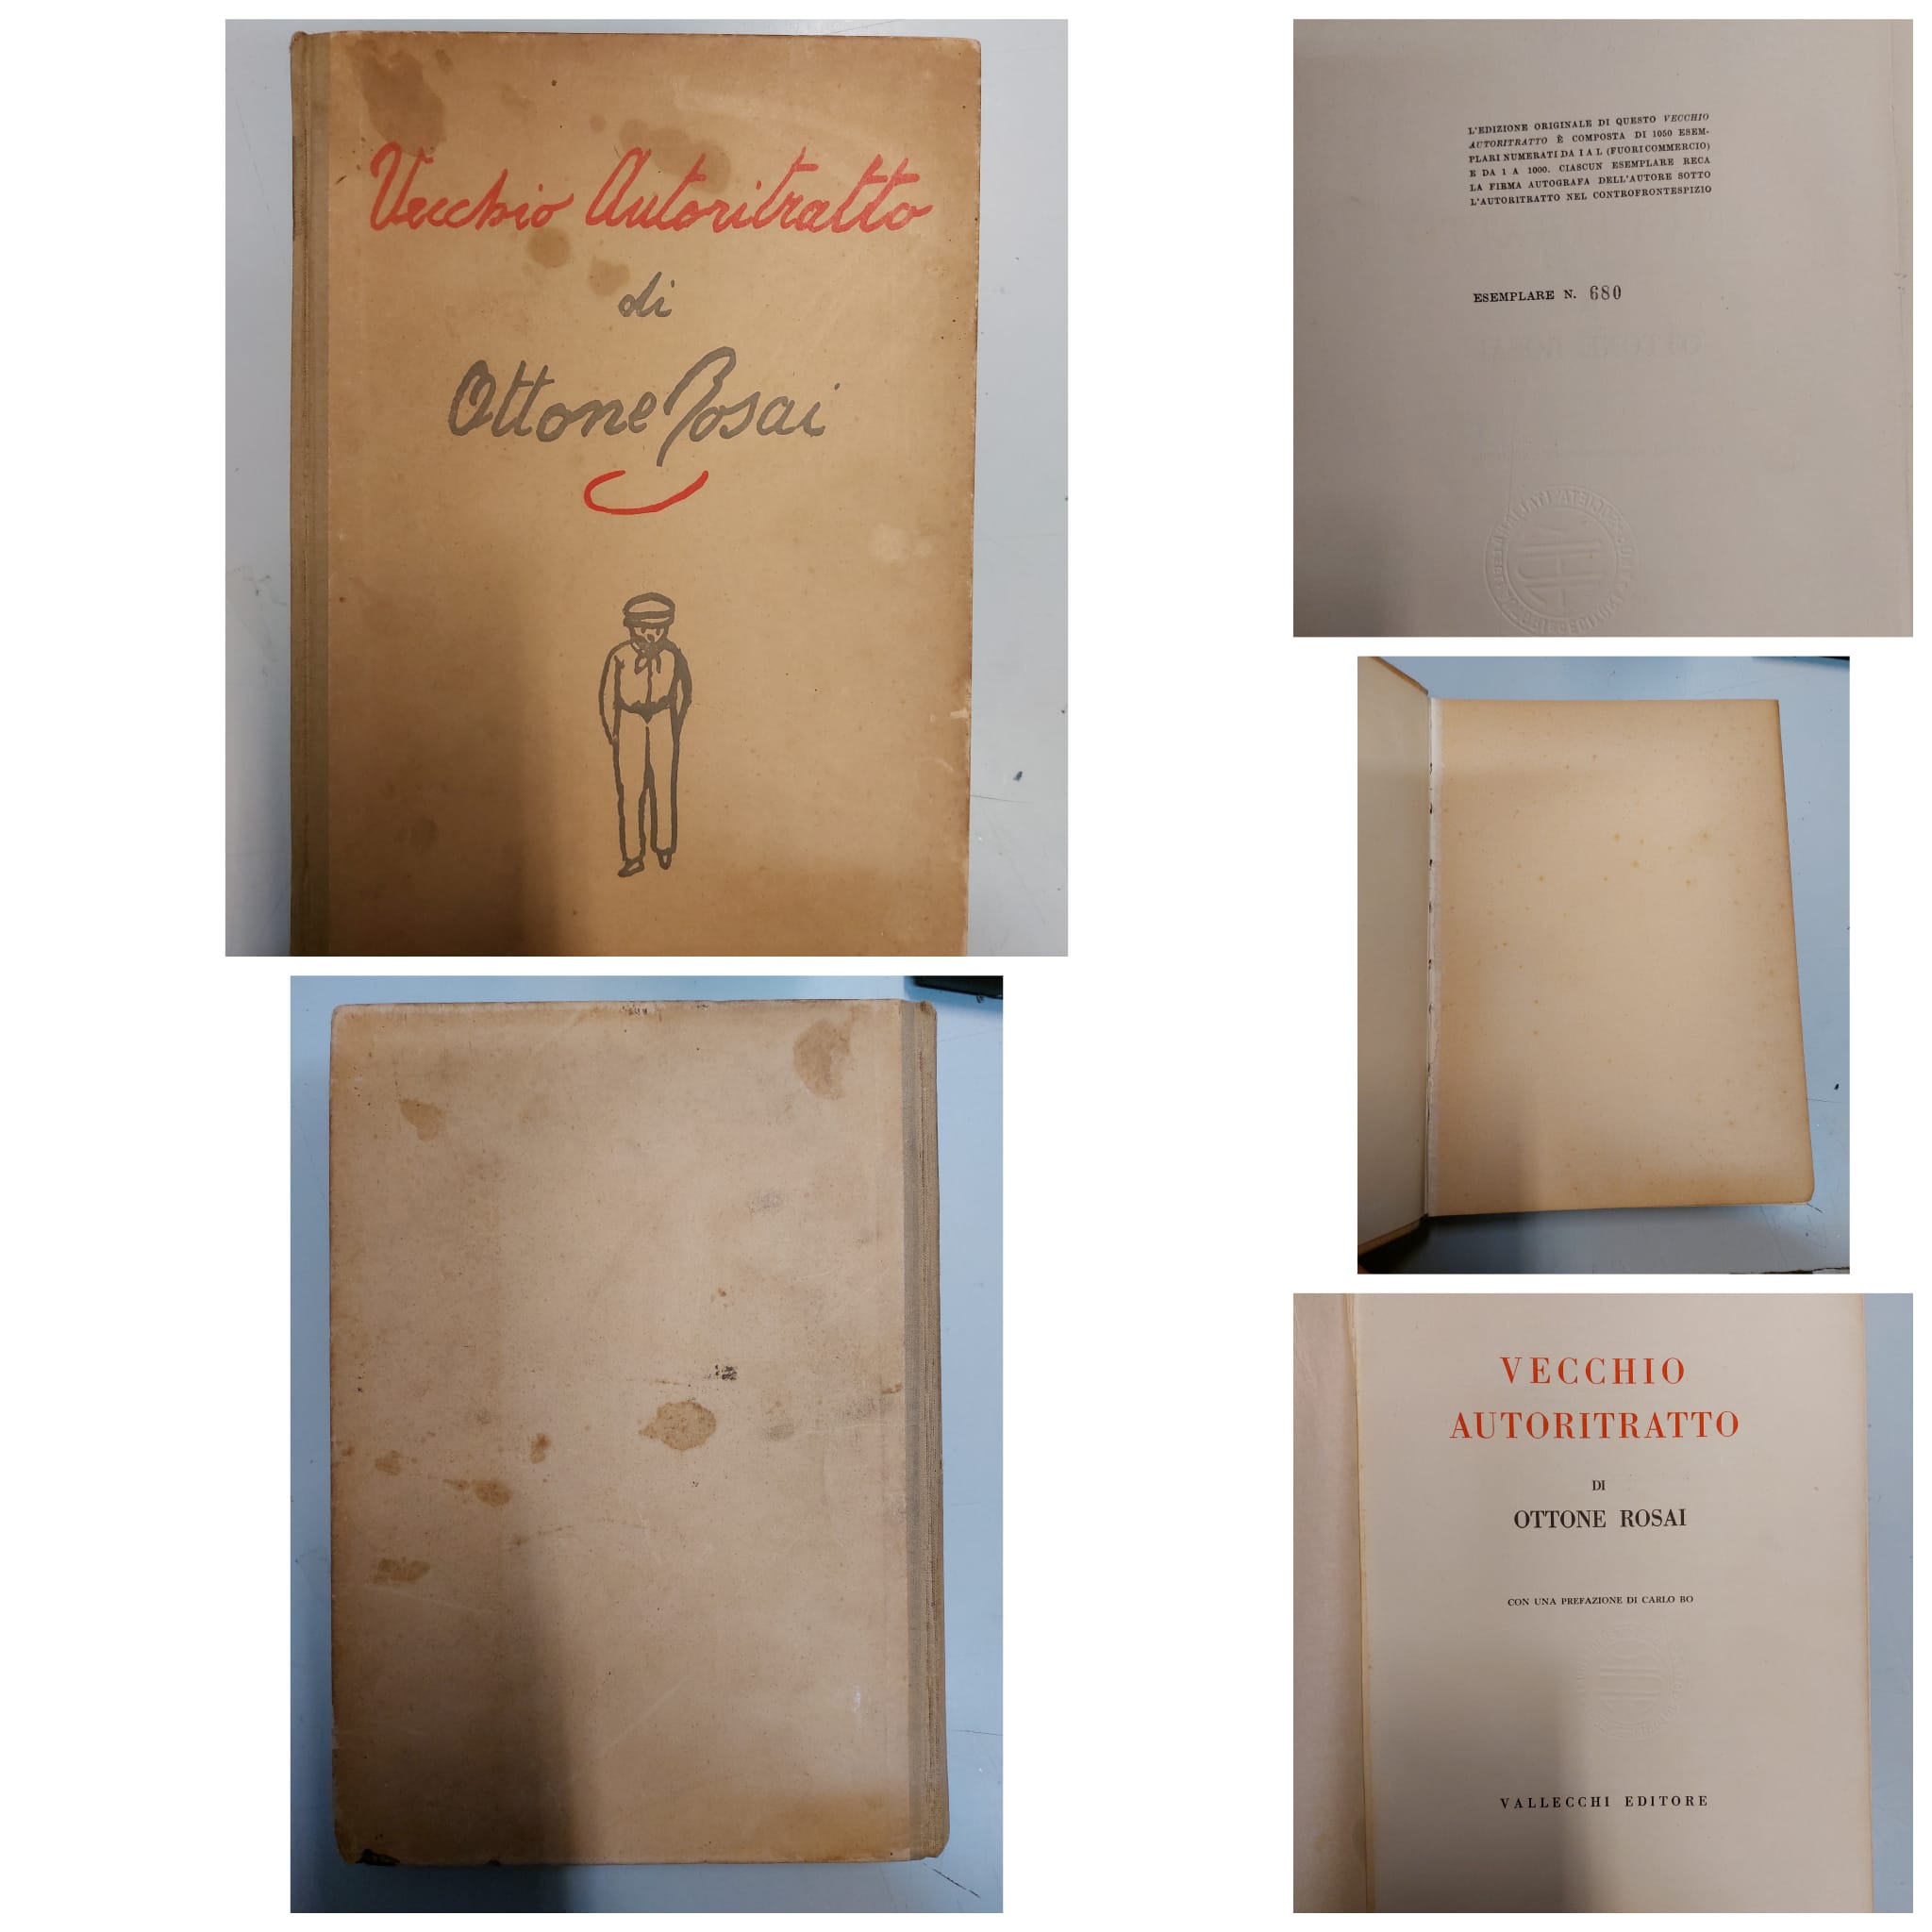 Vecchio Autoritratto
di
Ottone Rosai
L'EDIZIONE ORIGINALE DI QUESTO VECCHIO
AUTORITRATTO È COMPOSTA DI 1050 ESEM-
PLARI NUMERATI DA I A L (FUORI COMMERCIO)
E DA 1 A 1000. CIASCUN ESEMPLARE RECA
LA FIRMA AUTOGRAFA DELL'AUTORE SOTTO
L'AUTORITRATTO NEL CONTROFRONTESPIZIO
ESEMPLARE N. 680
VECCHIO
AUTORITRATTO
DI
OTTONE ROSAI
CON UNA PREFAZIONE DI CARLO BO
VALLECCHI EDITORE